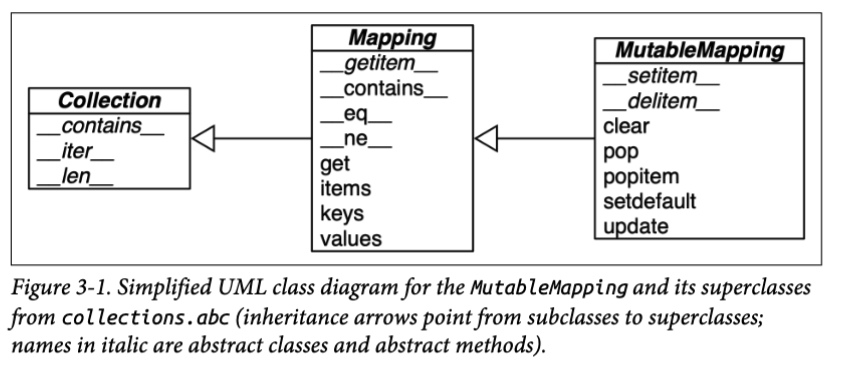 Collection
__contains__
__iter__
__len__
Mapping
__getitem__
__contains__
__eq__
__ne__
get
items
keys
values
MutableMapping
__setitem__
__delitem__
clear
pop
popitem
setdefault
update
Figure 3-1. Simplified UML class diagram for the MutableMapping and its superclasses
from collections.abc (inheritance arrows point from subclasses to superclasses;
names in italic are abstract classes and abstract methods).